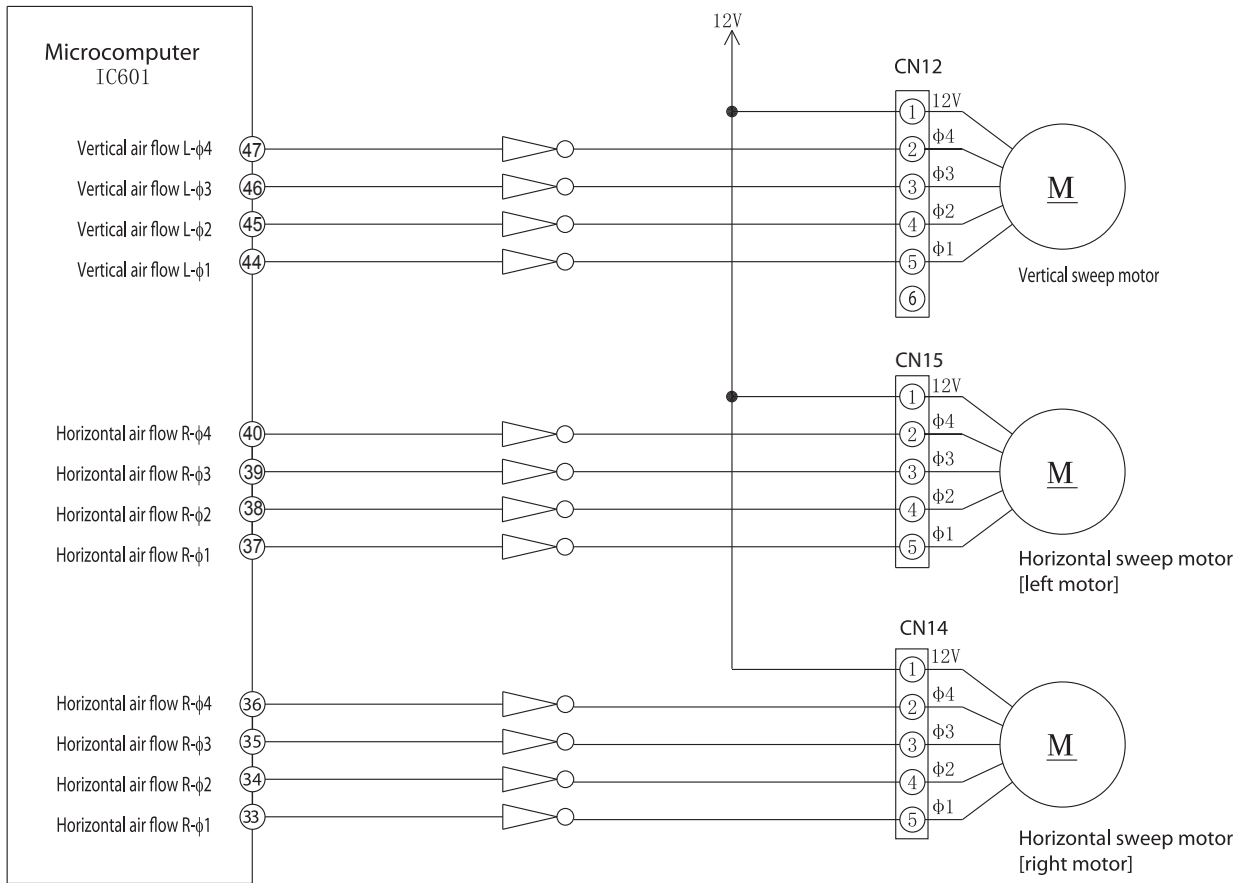 12V
Microcomputer
IC601
CN12
Vertical air flow L-ϕ4 47
Vertical air flow L-ϕ3 46
Vertical air flow L-ϕ2 45
Vertical air flow L-ϕ1 44
1 12V
2 ϕ4
3 ϕ3
4 ϕ2
5 ϕ1
6
M
Vertical sweep motor
CN15
Horizontal air flow R-ϕ4 40
Horizontal air flow R-ϕ3 39
Horizontal air flow R-ϕ2 38
Horizontal air flow R-ϕ1 37
1 12V
2 ϕ4
3 ϕ3
4 ϕ2
5 ϕ1
M
Horizontal sweep motor
[left motor]
CN14
Horizontal air flow R-ϕ4 36
Horizontal air flow R-ϕ3 35
Horizontal air flow R-ϕ2 34
Horizontal air flow R-ϕ1 33
1 12V
2 ϕ4
3 ϕ3
4 ϕ2
5 ϕ1
M
Horizontal sweep motor
[right motor]